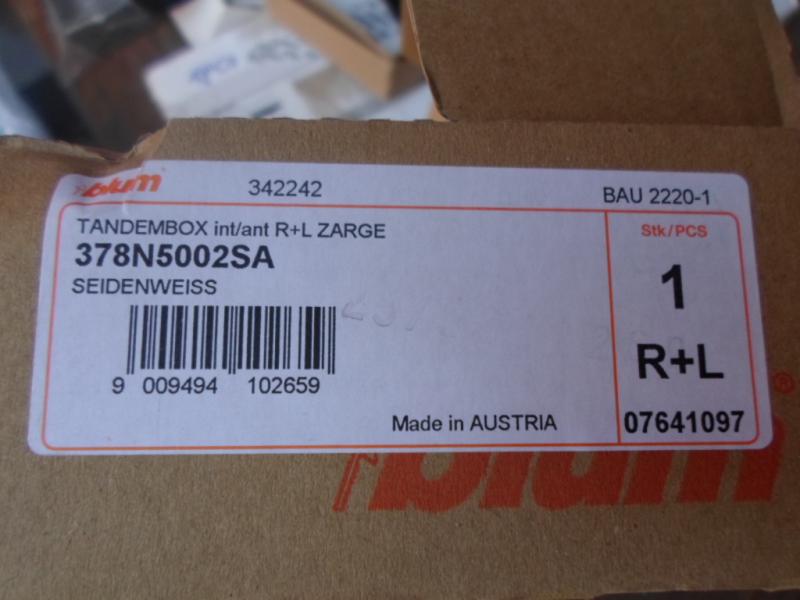 blum 342242 BAU 2220-1
TANDEMBOX int/ant R+L ZARGE
378N5002SA
SEIDENWEISS
9 009494 102659
Made in AUSTRIA
Stk/PCS
1
R+L
07641097
blum®